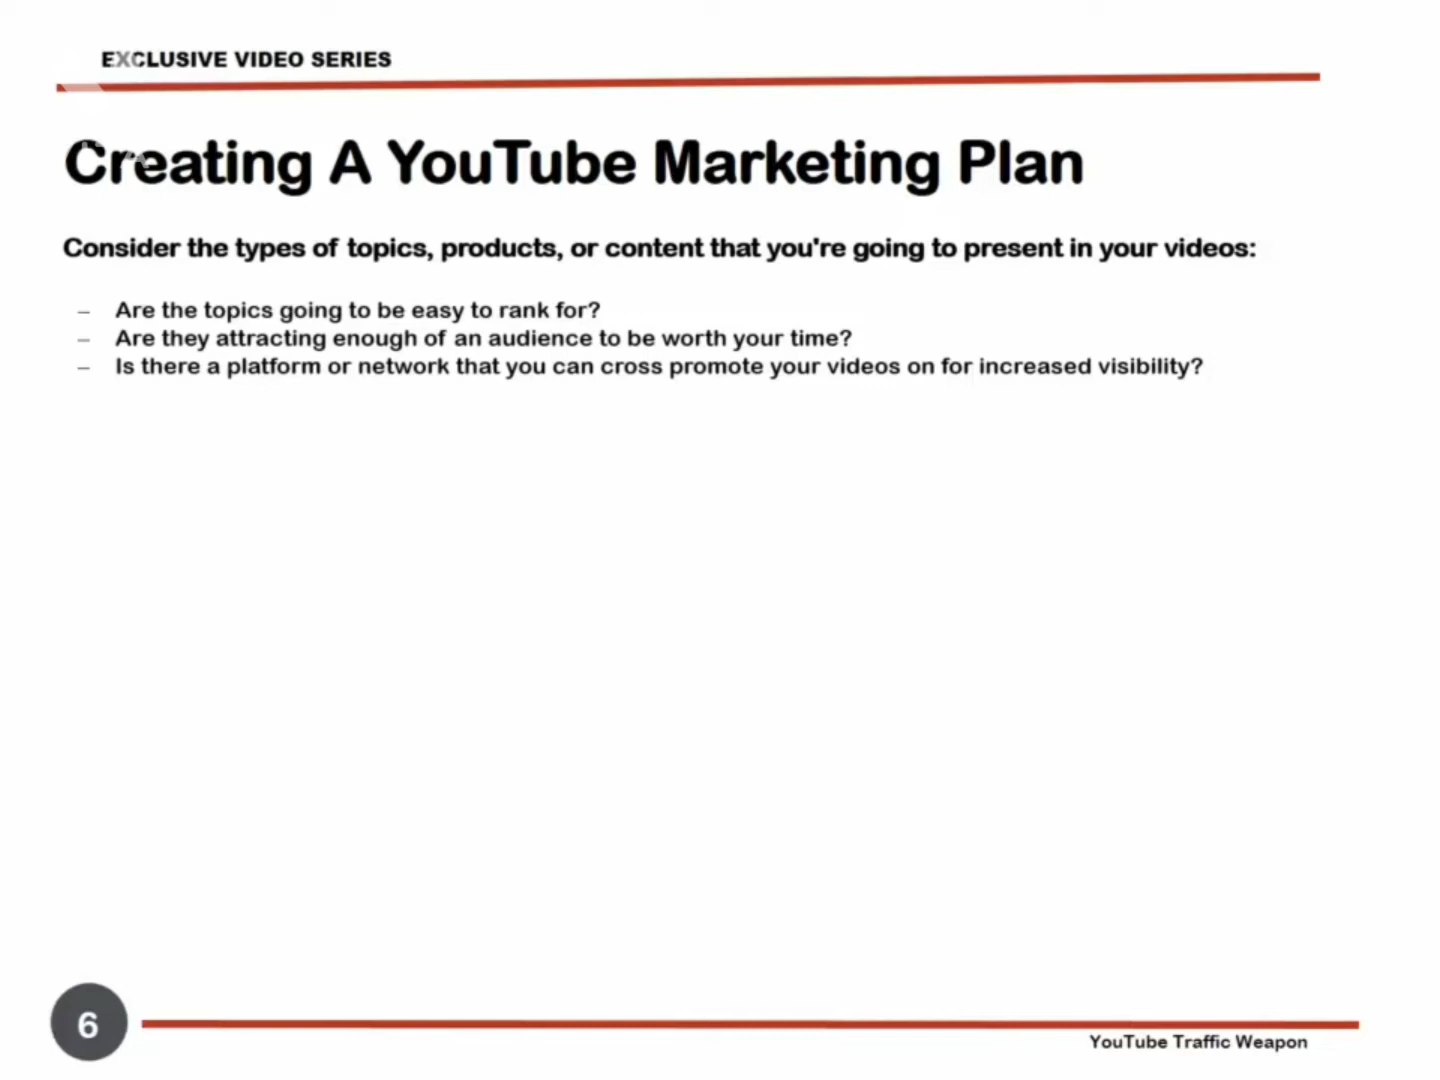 EXCLUSIVE VIDEO SERIES
Creating A YouTube Marketing Plan
Consider the types of topics, products, or content that you're going to present in your videos:
– Are the topics going to be easy to rank for?
– Are they attracting enough of an audience to be worth your time?
– Is there a platform or network that you can cross promote your videos on for increased visibility?
6
YouTube Traffic Weapon